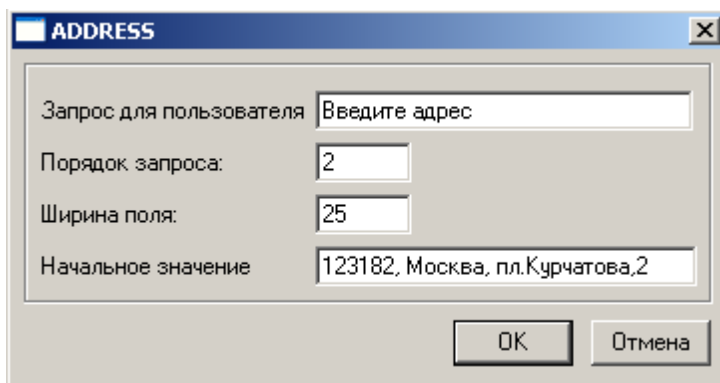 ADDRESS
Запрос для пользователя Введите адрес
Порядок запроса: 2
Ширина поля: 25
Начальное значение 123182, Москва, пл.Курчатова,2
OK Отмена